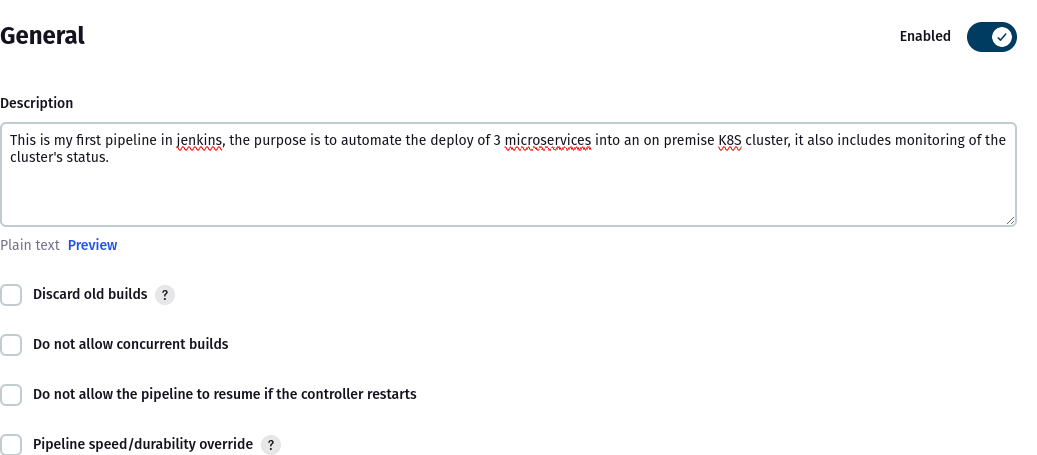 General
Enabled
Description
This is my first pipeline in jenkins, the purpose is to automate the deploy of 3 microservices into an on premise K8S cluster, it also includes monitoring of the
cluster's status.
Plain text Preview
Discard old builds ?
Do not allow concurrent builds
Do not allow the pipeline to resume if the controller restarts
Pipeline speed/durability override ?